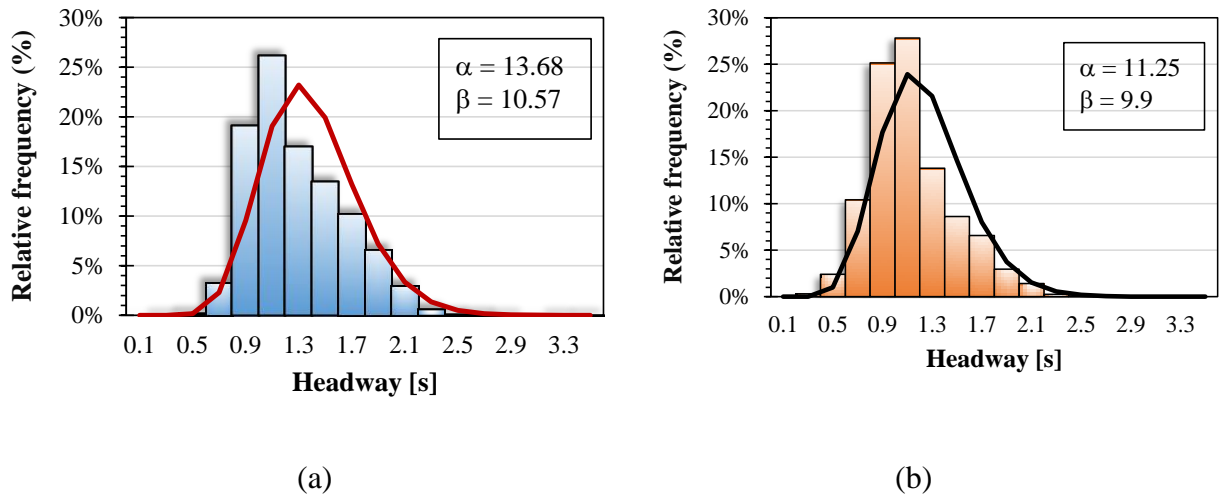 Relative frequency (%)
30%
25%
20%
15%
10%
5%
0%
α = 13.68
β = 10.57
0.1 0.5 0.9 1.3 1.7 2.1 2.5 2.9 3.3
Headway [s]
(a)
Relative frequency (%)
30%
25%
20%
15%
10%
5%
0%
α = 11.25
β = 9.9
0.1 0.5 0.9 1.3 1.7 2.1 2.5 2.9 3.3
Headway [s]
(b)